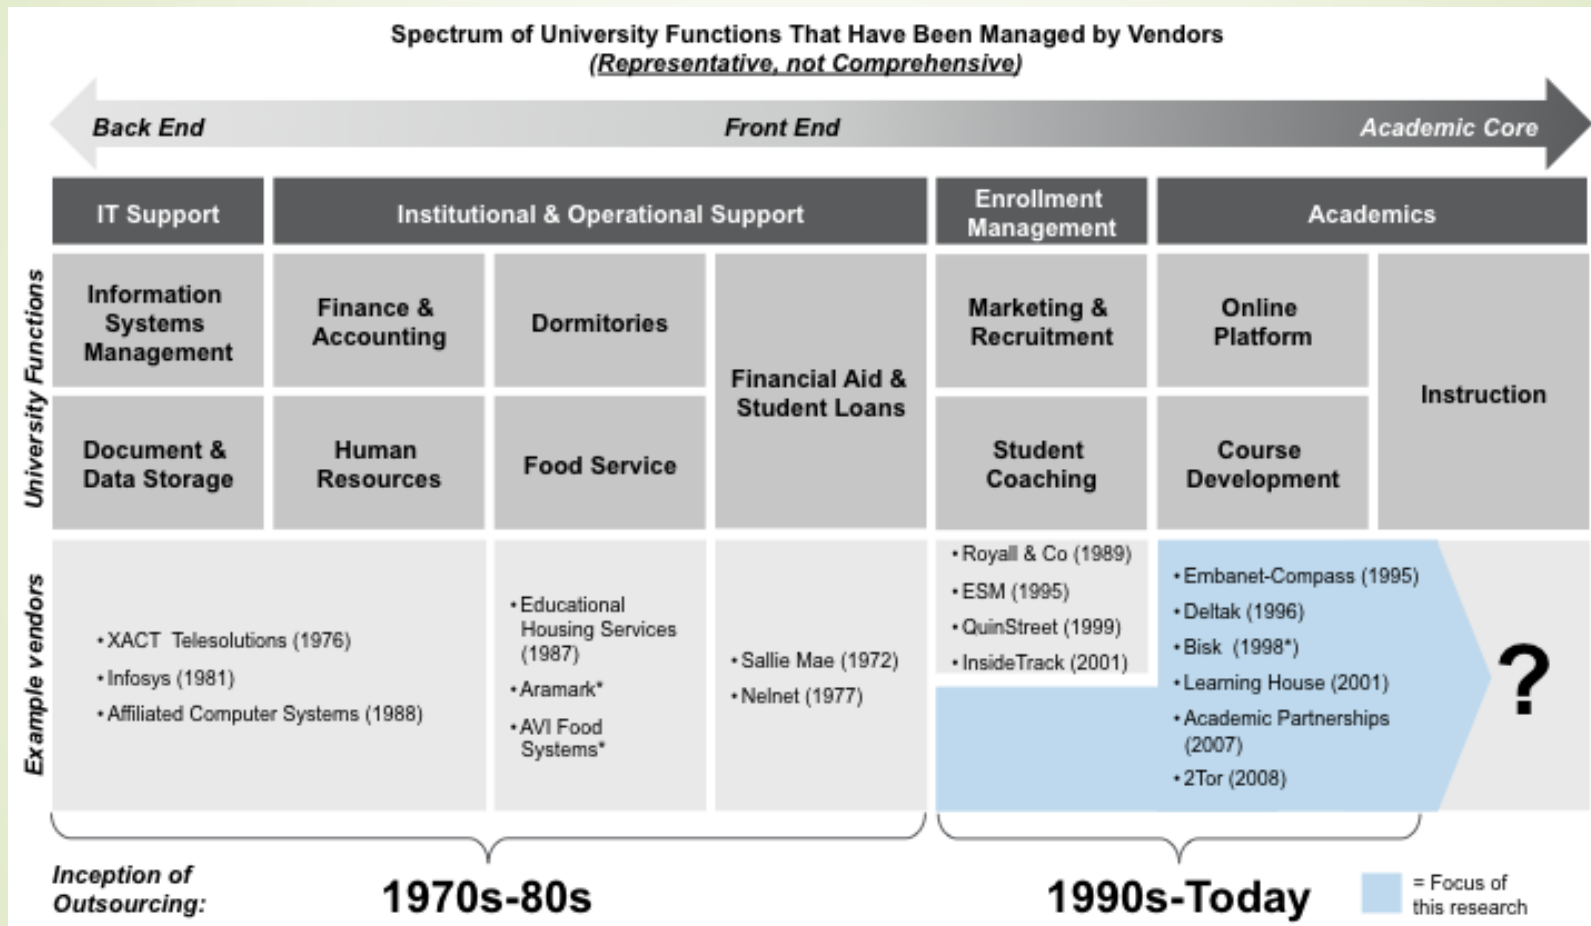 Spectrum of University Functions That Have Been Managed by Vendors
(Representative, not Comprehensive)
Back End
Front End
Academic Core
IT Support
Institutional & Operational Support
Enrollment
Management
Academics
University Functions
Information
Systems
Management
Finance &
Accounting
Dormitories
Financial Aid &
Student Loans
Marketing &
Recruitment
Online
Platform
Instruction
Document &
Data Storage
Human
Resources
Food Service
Student
Coaching
Course
Development
Example vendors
• XACT Telesolutions (1976)
• Infosys (1981)
• Affiliated Computer Systems (1988)
• Educational
Housing Services
(1987)
• Aramark*
• AVI Food
Systems*
• Sallie Mae (1972)
• Nelnet (1977)
• Royall & Co (1989)
• ESM (1995)
• QuinStreet (1999)
• InsideTrack (2001)
• Embanet-Compass (1995)
• Deltak (1996)
• Bisk (1998*)
• Learning House (2001)
• Academic Partnerships
(2007)
• 2Tor (2008)
?
Inception of
Outsourcing:
1970s-80s
1990s-Today
= Focus of
this research